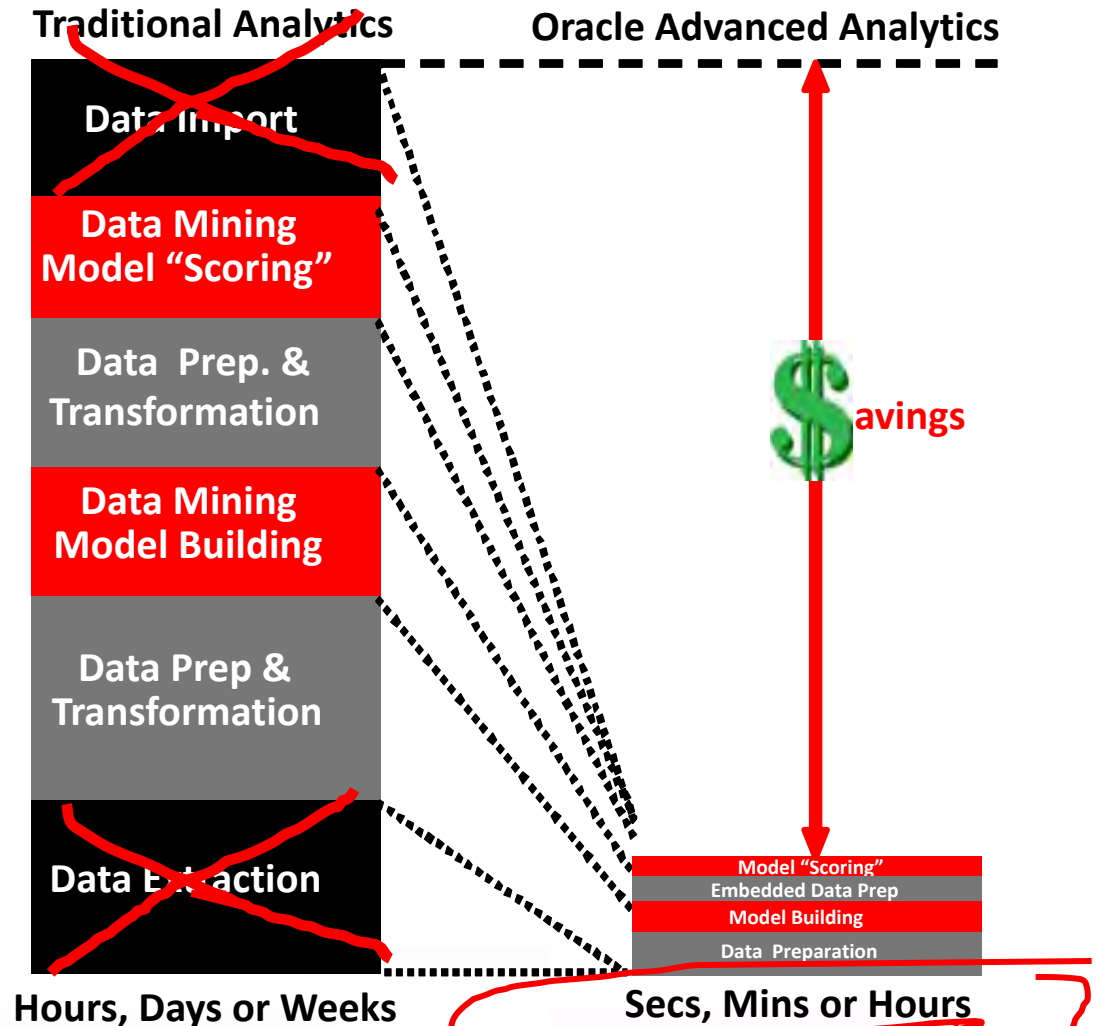 Traditional Analytics
Oracle Advanced Analytics
Data Import
Data Mining
Model “Scoring”
Data Prep. &
Transformation
Data Mining
Model Building
Data Prep &
Transformation
Data Extraction
$avings
Model “Scoring”
Embedded Data Prep
Model Building
Data Preparation
Hours, Days or Weeks
Secs, Mins or Hours